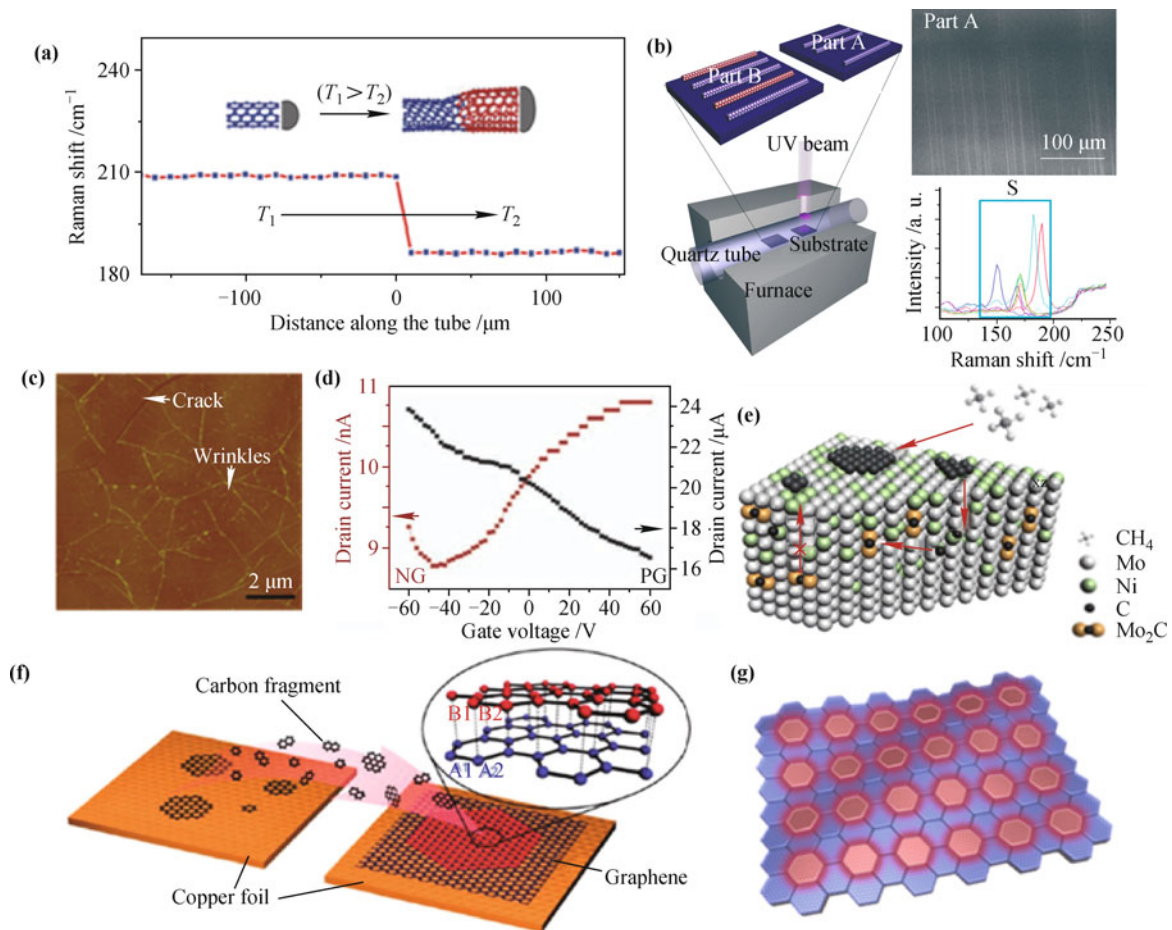 (a)
240
210
180
Raman shift /cm⁻¹
(T₁>T₂)
T₁
T₂
−100
0
100
Distance along the tube /μm
(b)
Part B
Part A
UV beam
Quartz tube
Substrate
Furnace
Part A
100 μm
S
Intensity /a. u.
100
150
200
250
Raman shift /cm⁻¹
(c)
Crack
Wrinkles
2 μm
(d)
11
10
9
Drain current /nA
24
22
20
18
16
Drain current /μA
NG
PG
−60 −40 −20 0 20 40 60
Gate voltage /V
(e)
CH₄
Mo
Ni
C
Mo₂C
(f)
Carbon fragment
B1 B2
A1 A2
Graphene
Copper foil
(g)